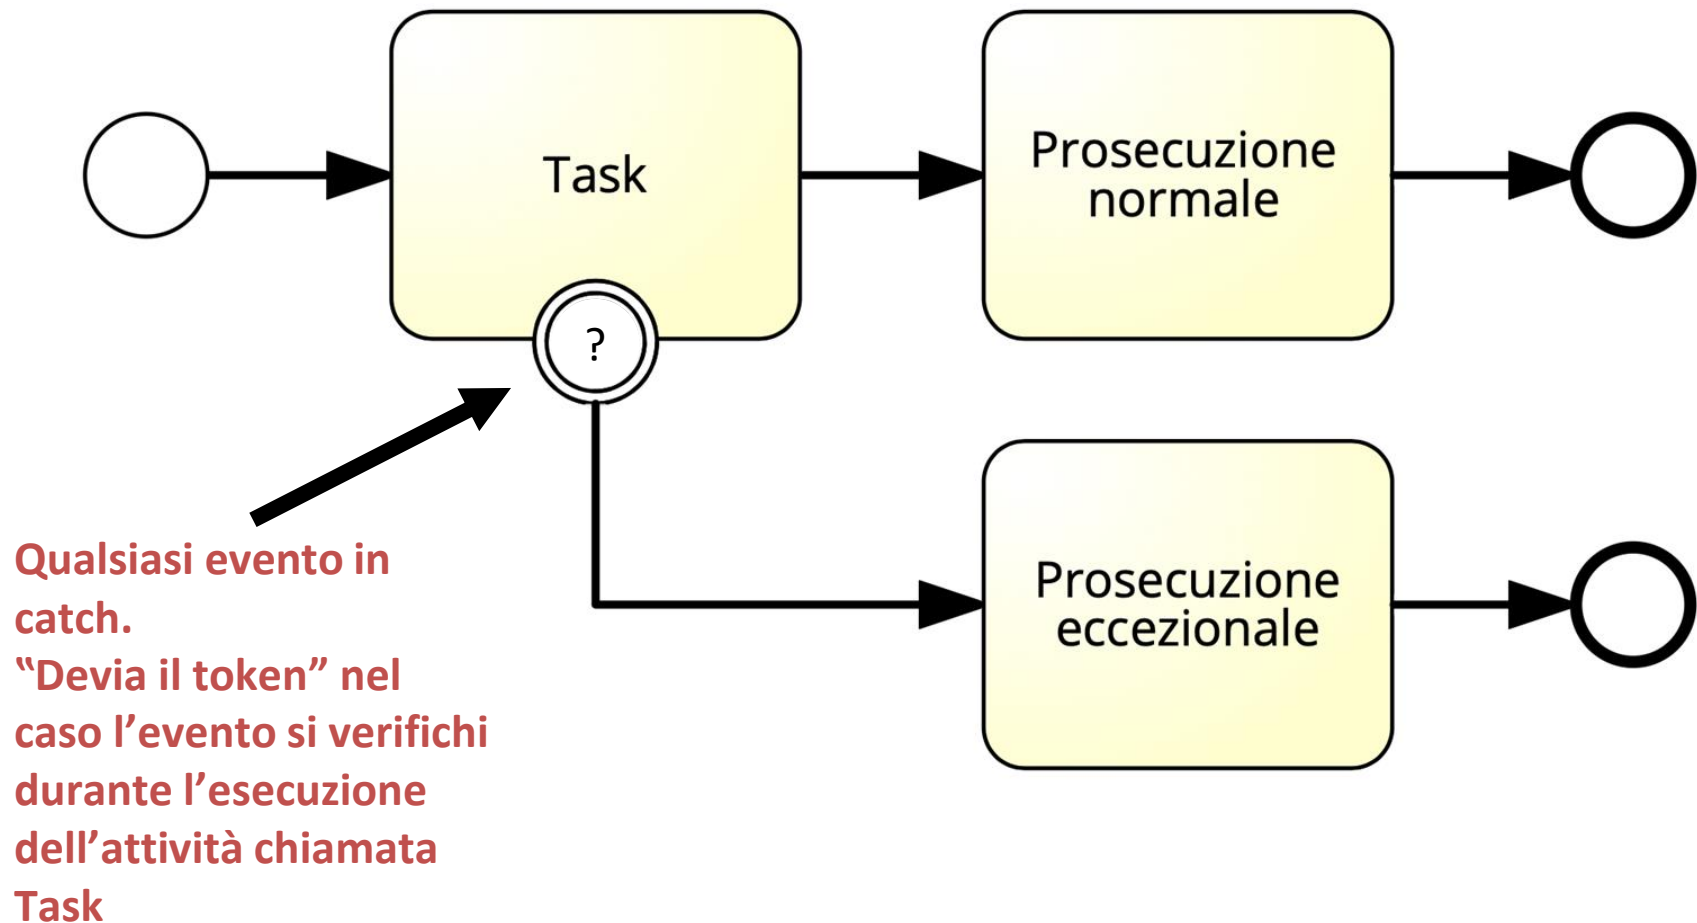 Task
Prosecuzione
normale
?
Prosecuzione
eccezionale
Qualsiasi evento in
catch.
“Devia il token” nel
caso l’evento si verifichi
durante l’esecuzione
dell’attività chiamata
Task